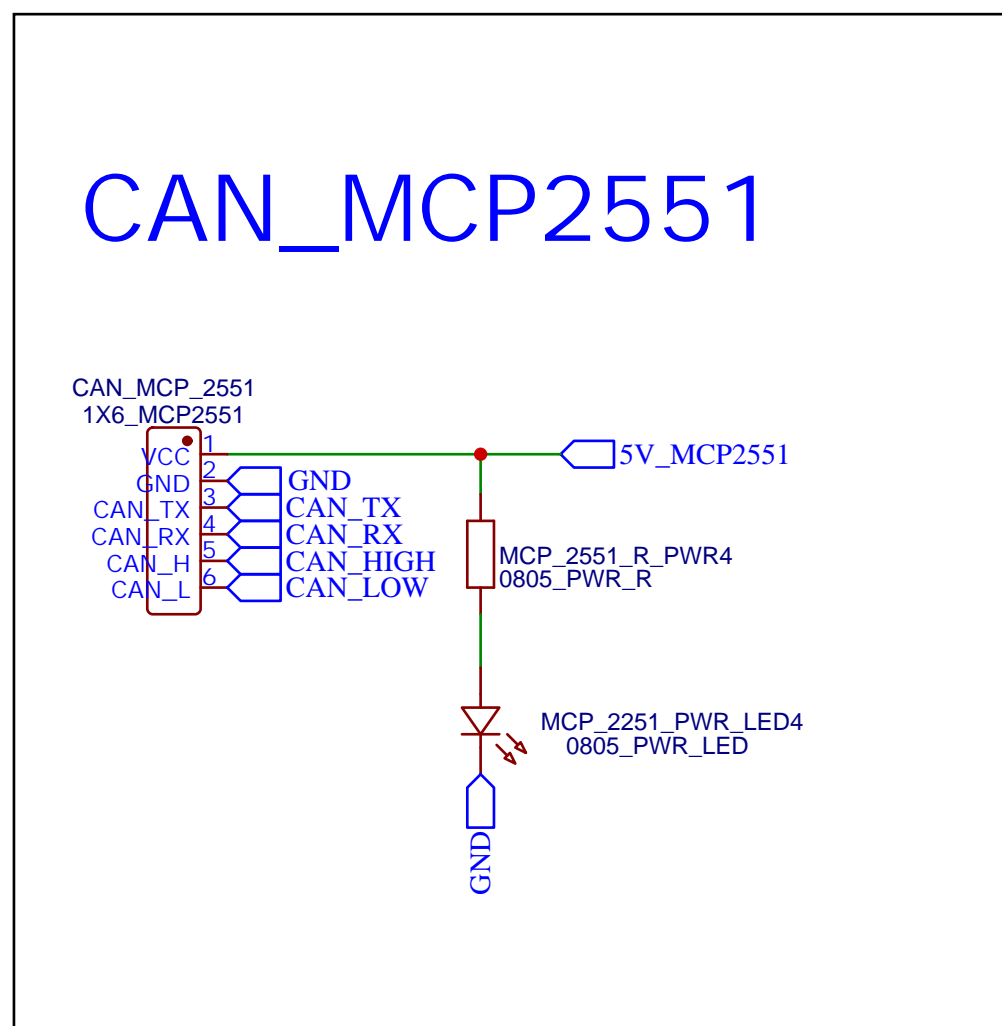 CAN_MCP2551
CAN_MCP_2551
1X6_MCP2551
VCC 1 5V_MCP2551
GND 2 GND
CAN_TX 3 CAN_TX
CAN_RX 4 CAN_RX
CAN_H 5 CAN_HIGH
CAN_L 6 CAN_LOW
MCP_2551_R_PWR4
0805_PWR_R
MCP_2251_PWR_LED4
0805_PWR_LED
GND